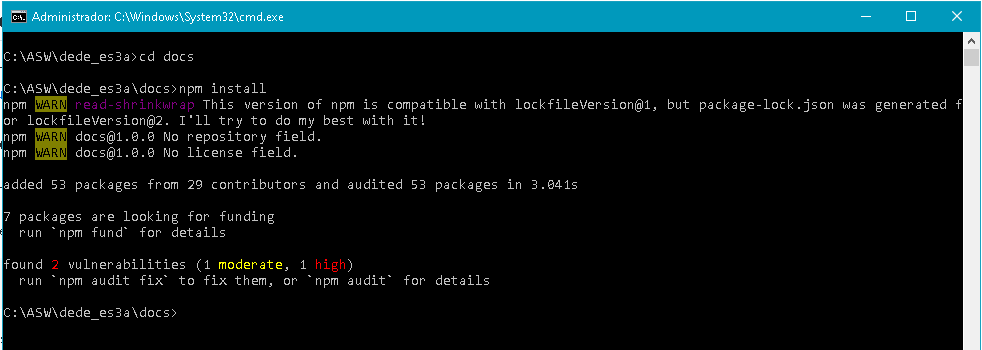 Administrador: C:\Windows\System32\cmd.exe
C:\ASW\dede_es3a>cd docs
C:\ASW\dede_es3a\docs>npm install
npm WARN read-shrinkwrap This version of npm is compatible with lockfileVersion@1, but package-lock.json was generated f
or lockfileVersion@2. I'll try to do my best with it!
npm WARN docs@1.0.0 No repository field.
npm WARN docs@1.0.0 No license field.
added 53 packages from 29 contributors and audited 53 packages in 3.041s
7 packages are looking for funding
  run `npm fund` for details
found 2 vulnerabilities (1 moderate, 1 high)
  run `npm audit fix` to fix them, or `npm audit` for details
C:\ASW\dede_es3a\docs>